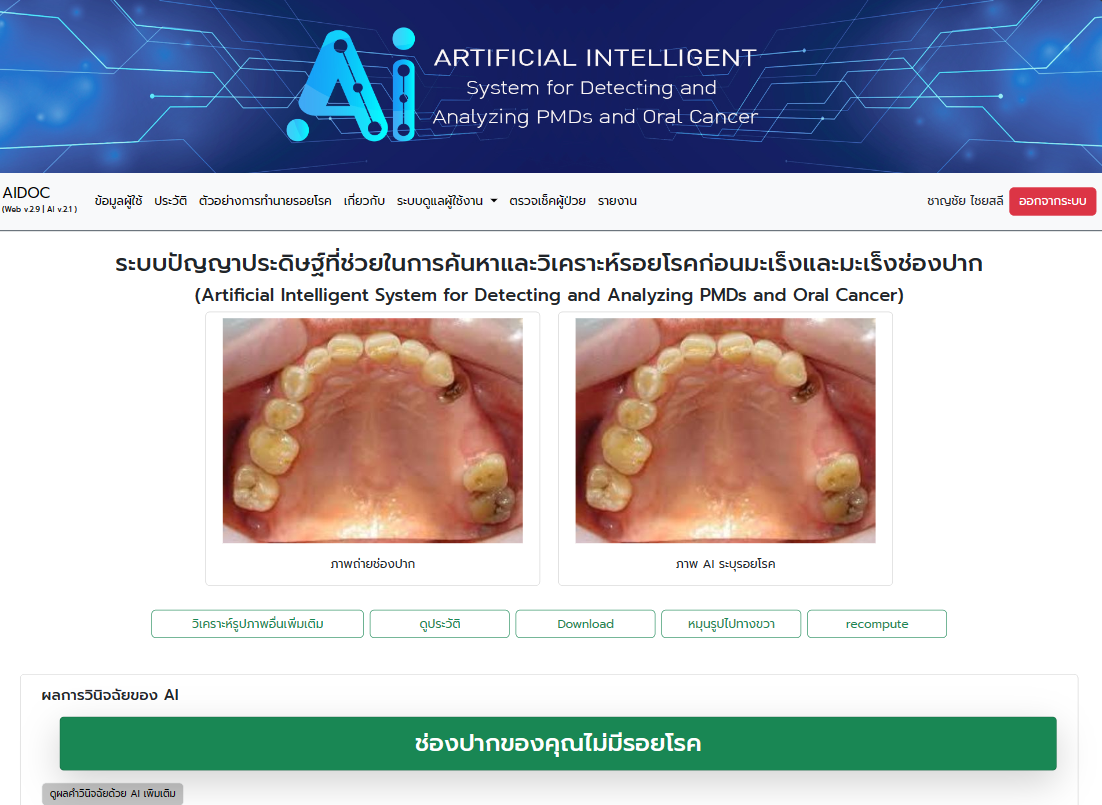 ARTIFICIAL INTELLIGENT
System for Detecting and
Analyzing PMDs and Oral Cancer
AIDOC
(Web v.2.9 | AI v.2.1 )
ข้อมูลผู้ใช้ ประวัติ ตัวอย่างการทำนายรอยโรค เกี่ยวกับ ระบบดูแลผู้ใช้งาน ตรวจเช็คผู้ป่วย รายงาน
ชาญชัย ไชยสลี ออกจากระบบ
ระบบปัญญาประดิษฐ์ที่ช่วยในการค้นหาและวิเคราะห์รอยโรคก่อนมะเร็งและมะเร็งช่องปาก
(Artificial Intelligent System for Detecting and Analyzing PMDs and Oral Cancer)
ภาพถ่ายช่องปาก
ภาพ AI ระบุรอยโรค
วิเคราะห์รูปภาพอื่นเพิ่มเติม ดูประวัติ Download หมุนรูปไปทางขวา recompute
ผลการวินิจฉัยของ AI
ช่องปากของคุณไม่มีรอยโรค
ดูผลคำวินิจฉัยด้วย AI เพิ่มเติม